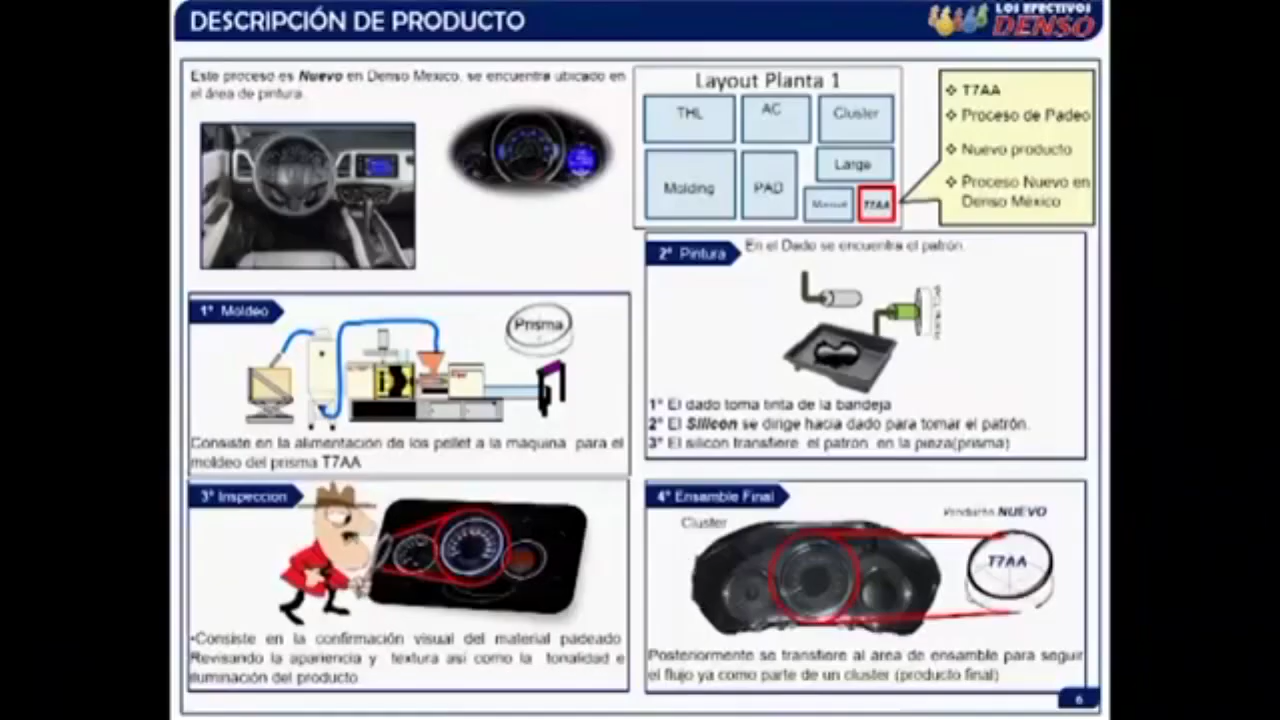 DESCRIPCIÓN DE PRODUCTO
LOS EFECTIVOS
DENSO
Este proceso es Nuevo en Denso Mexico, se encuentra ubicado en
el área de pintura.
Layout Planta 1
THL
AC
Cluster
Large
Molding
PAD
Manual
T7AA
❖ T7AA
❖ Proceso de Padeo
❖ Nuevo producto
❖ Proceso Nuevo en
Denso México
1° Moldeo
Prisma
Consiste en la alimentación de los pellet a la maquina para el
moldeo del prisma T7AA
2° Pintura
En el Dado se encuentra el patrón.
1° El dado toma tinta de la bandeja
2° El Silicon se dirige hacia dado para tomar el patrón.
3° El silicon transfiere el patron en la pieza(prisma)
3° Inspeccion
•Consiste en la confirmación visual del material padeado
Revisando la apariencia y textura asi como la tonalidad e
iluminación del producto
4° Ensamble Final
Cluster
Producto NUEVO
T7AA
Posteriormente se transfiere al area de ensamble para seguir
el flujo ya como parte de un cluster (producto final)
6